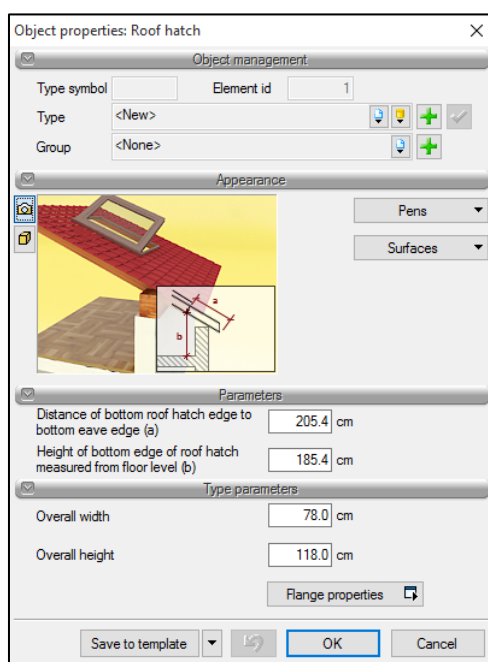 Object properties: Roof hatch
Object management
Type symbol Element id 1
Type <New>
Group <None>
Appearance
Pens
Surfaces
a
b
Parameters
Distance of bottom roof hatch edge to
bottom eave edge (a) 205.4 cm
Height of bottom edge of roof hatch
measured from floor level (b) 185.4 cm
Type parameters
Overall width 78.0 cm
Overall height 118.0 cm
Flange properties
Save to template OK Cancel